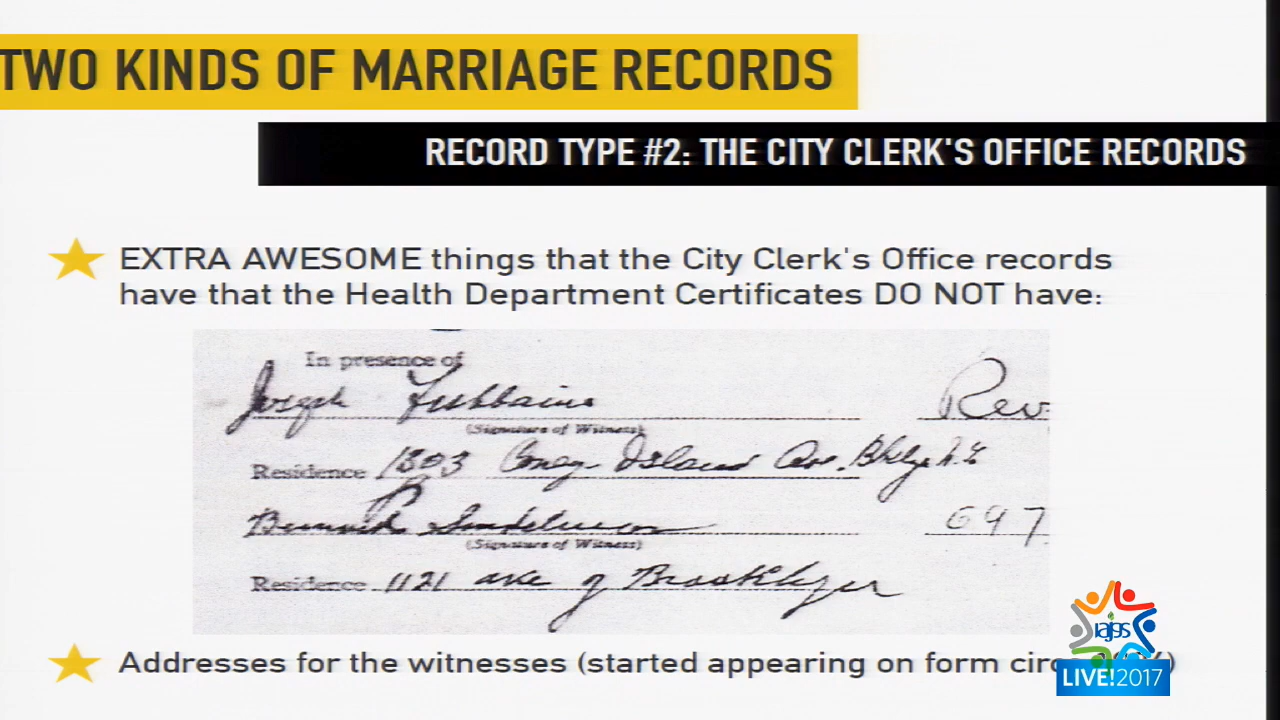 TWO KINDS OF MARRIAGE RECORDS
RECORD TYPE #2: THE CITY CLERK'S OFFICE RECORDS
EXTRA AWESOME things that the City Clerk's Office records
have that the Health Department Certificates DO NOT have:
In presence of
Joseph Rev
(Signature of Witness)
Residence 1303 Coney Island Ave. Bklyn
697
(Signature of Witness)
Residence 1121 ave j Brooklyn
iajgs
Addresses for the witnesses (started appearing on form
LIVE!2017